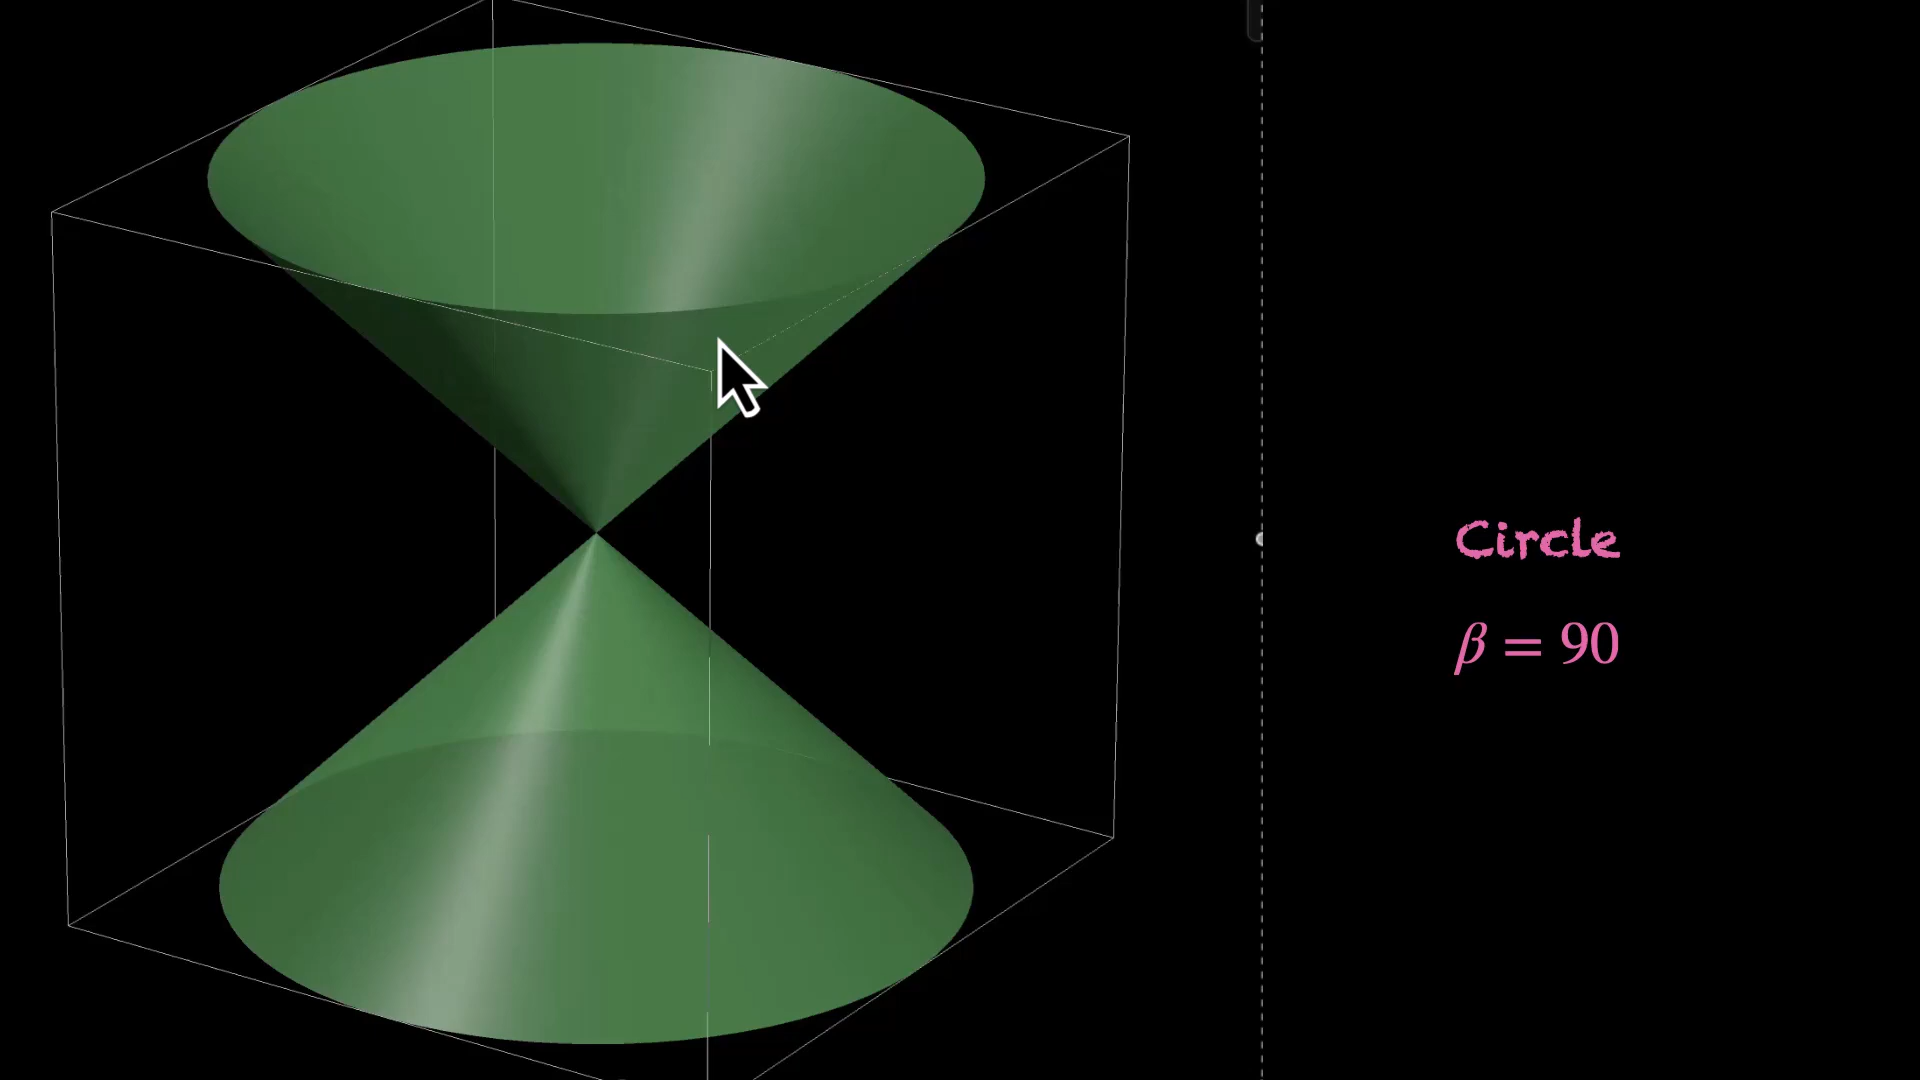 Circle
β = 90